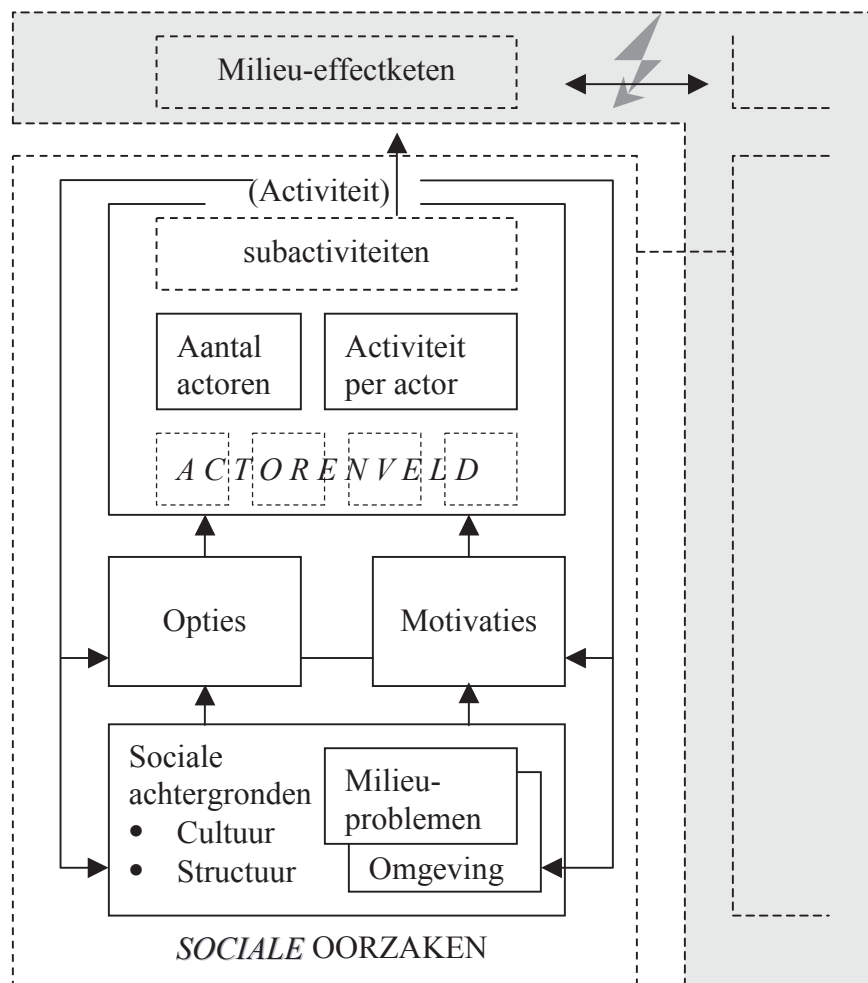 Milieu-effectketen
(Activiteit)
subactiviteiten
Aantal
actoren
Activiteit
per actor
ACTORENVELD
Opties
Motivaties
Sociale
achtergronden
• Cultuur
• Structuur
Milieu-
problemen
Omgeving
SOCIALE OORZAKEN